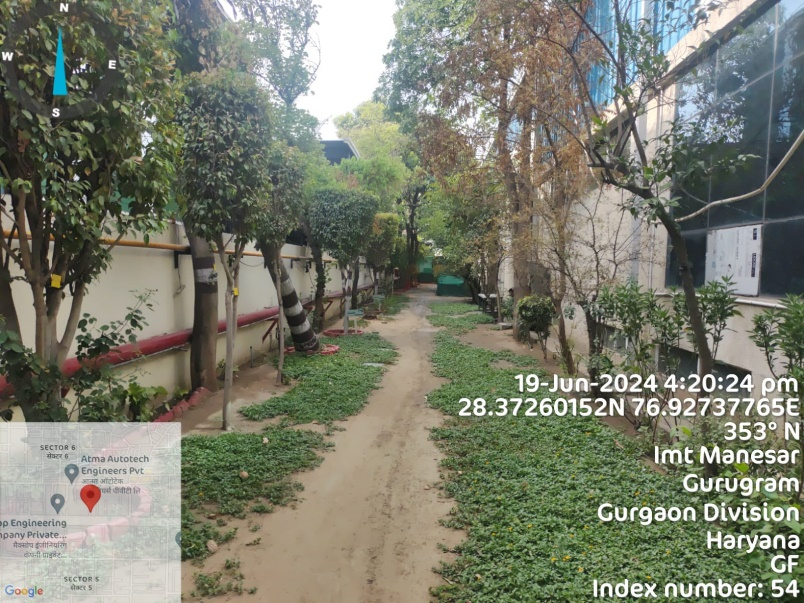 N
W
E
S
19-Jun-2024 4:20:24 pm
28.37260152N 76.92737765E
353° N
Imt Manesar
Gurugram
Gurgaon Division
Haryana
GF
Index number: 54
SECTOR 6
सेक्टर 6
Atma Autotech
Engineers Pvt
आत्मा ऑटोटेक
pp Engineering
mpany Private...
इंजीनियरिंग
SECTOR 5
सेक्टर 5
Google